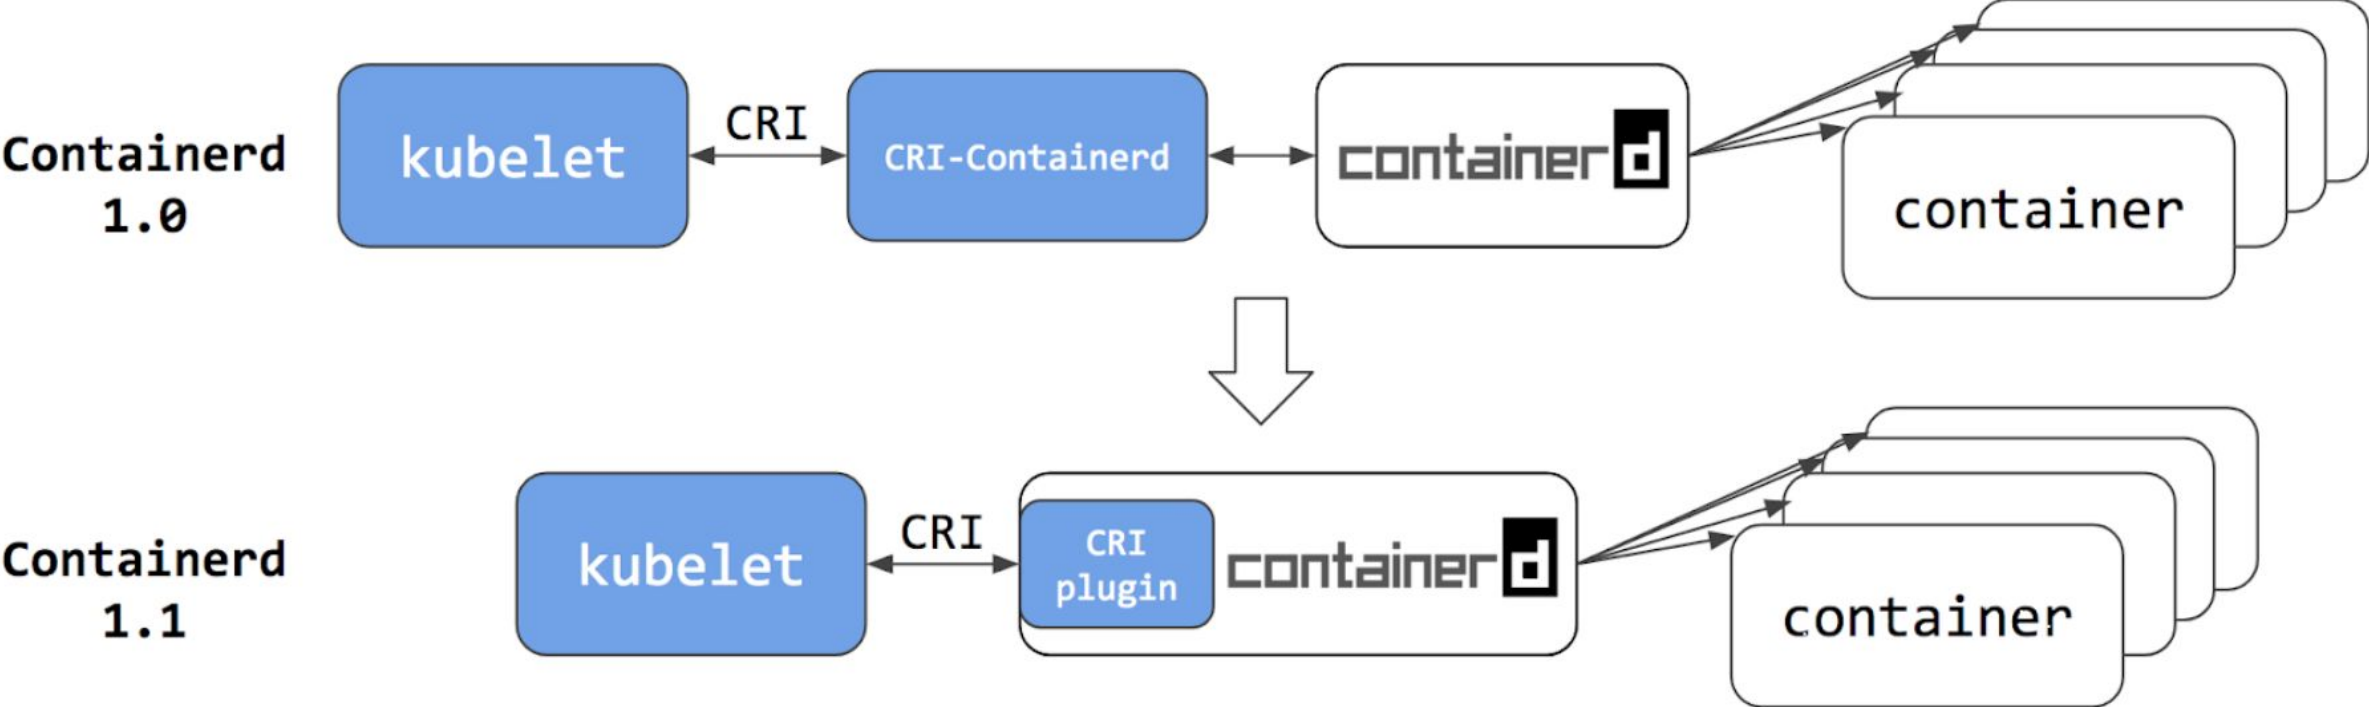 Containerd
1.0
kubelet
CRI
CRI-Containerd
containerd
container
Containerd
1.1
kubelet
CRI
CRI
plugin
containerd
container